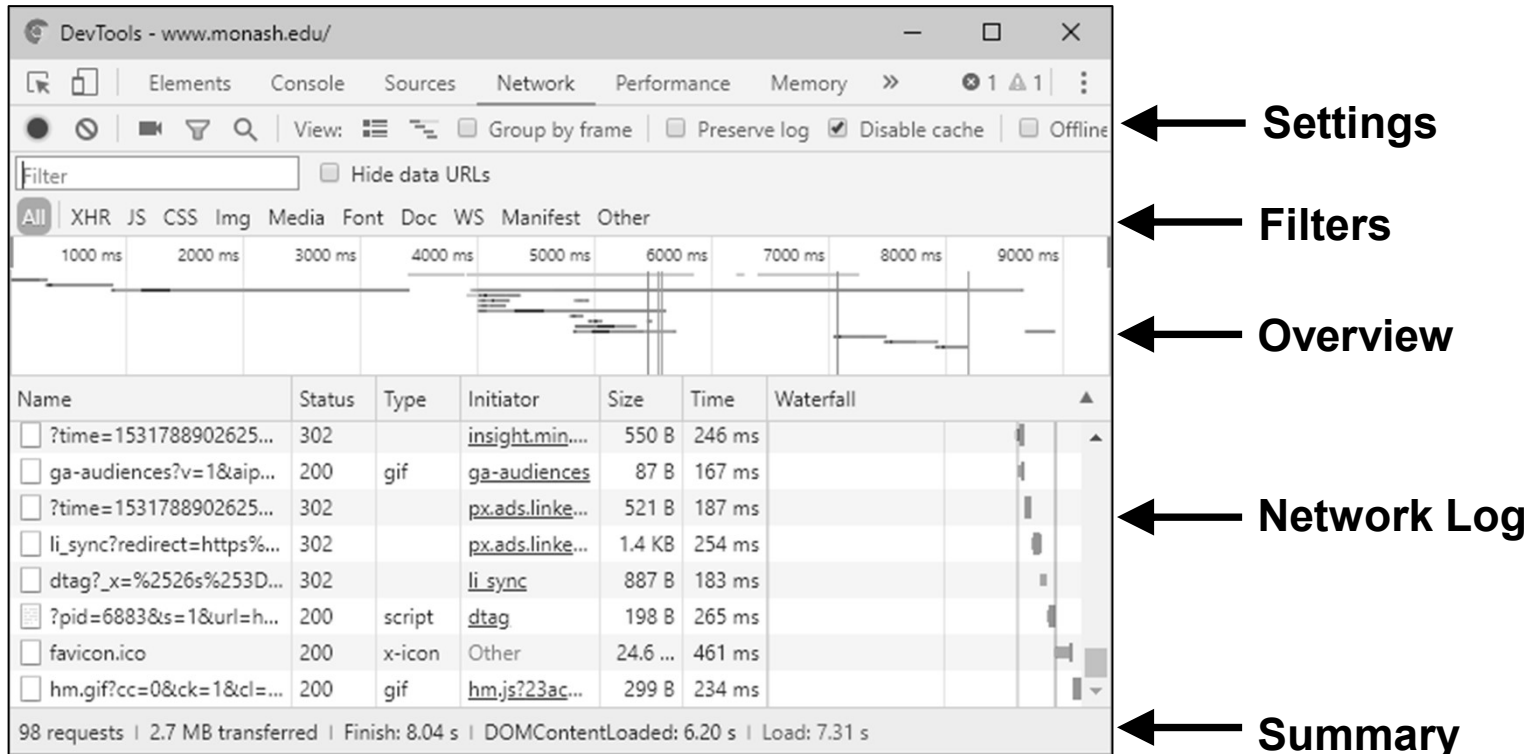 DevTools - www.monash.edu/
Elements Console Sources Network Performance Memory » 1 1
View: Group by frame Preserve log Disable cache Offline
Settings
Filter Hide data URLs
All XHR JS CSS Img Media Font Doc WS Manifest Other
Filters
1000 ms 2000 ms 3000 ms 4000 ms 5000 ms 6000 ms 7000 ms 8000 ms 9000 ms
Overview
Name Status Type Initiator Size Time Waterfall
?time=1531788902625... 302 insight.min.... 550 B 246 ms
ga-audiences?v=1&aip... 200 gif ga-audiences 87 B 167 ms
?time=1531788902625... 302 px.ads.linke... 521 B 187 ms
Network Log
li_sync?redirect=https%... 302 px.ads.linke... 1.4 KB 254 ms
dtag?_x=%2526s%253D... 302 li_sync 887 B 183 ms
?pid=6883&s=1&url=h... 200 script dtag 198 B 265 ms
favicon.ico 200 x-icon Other 24.6 ... 461 ms
hm.gif?cc=0&ck=1&cl=... 200 gif hm.js?23ac... 299 B 234 ms
98 requests | 2.7 MB transferred | Finish: 8.04 s | DOMContentLoaded: 6.20 s | Load: 7.31 s
Summary